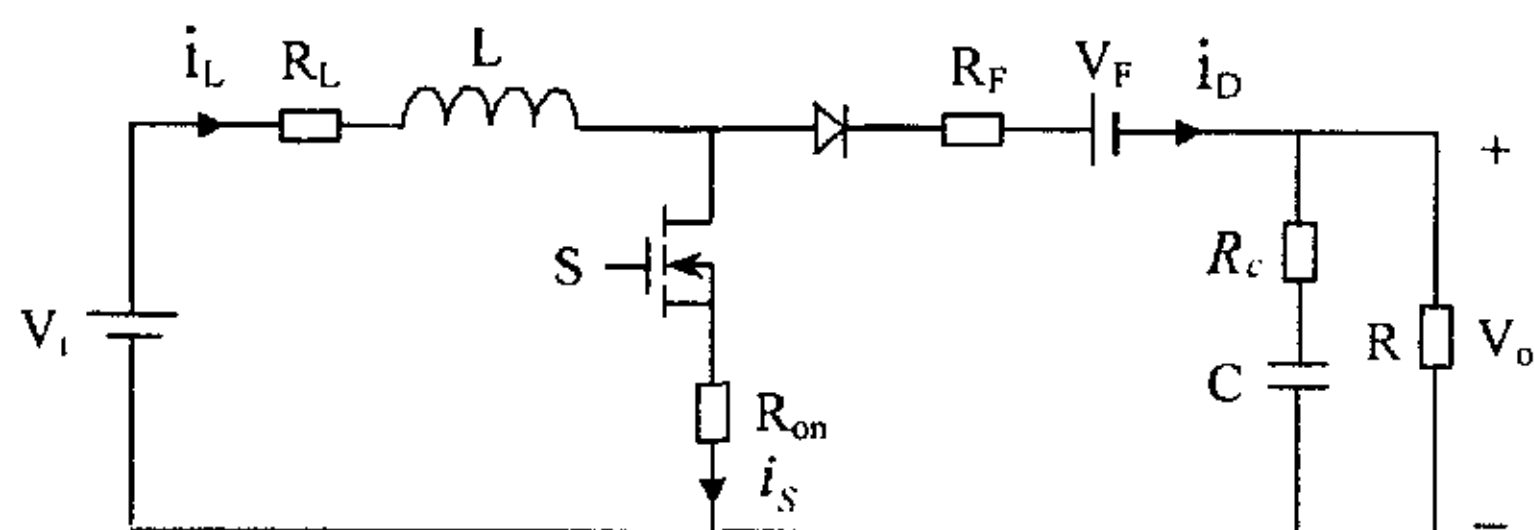 i_L R_L L R_F V_F i_D
+
S R_c
V_i C R V_o
R_on
i_S
−